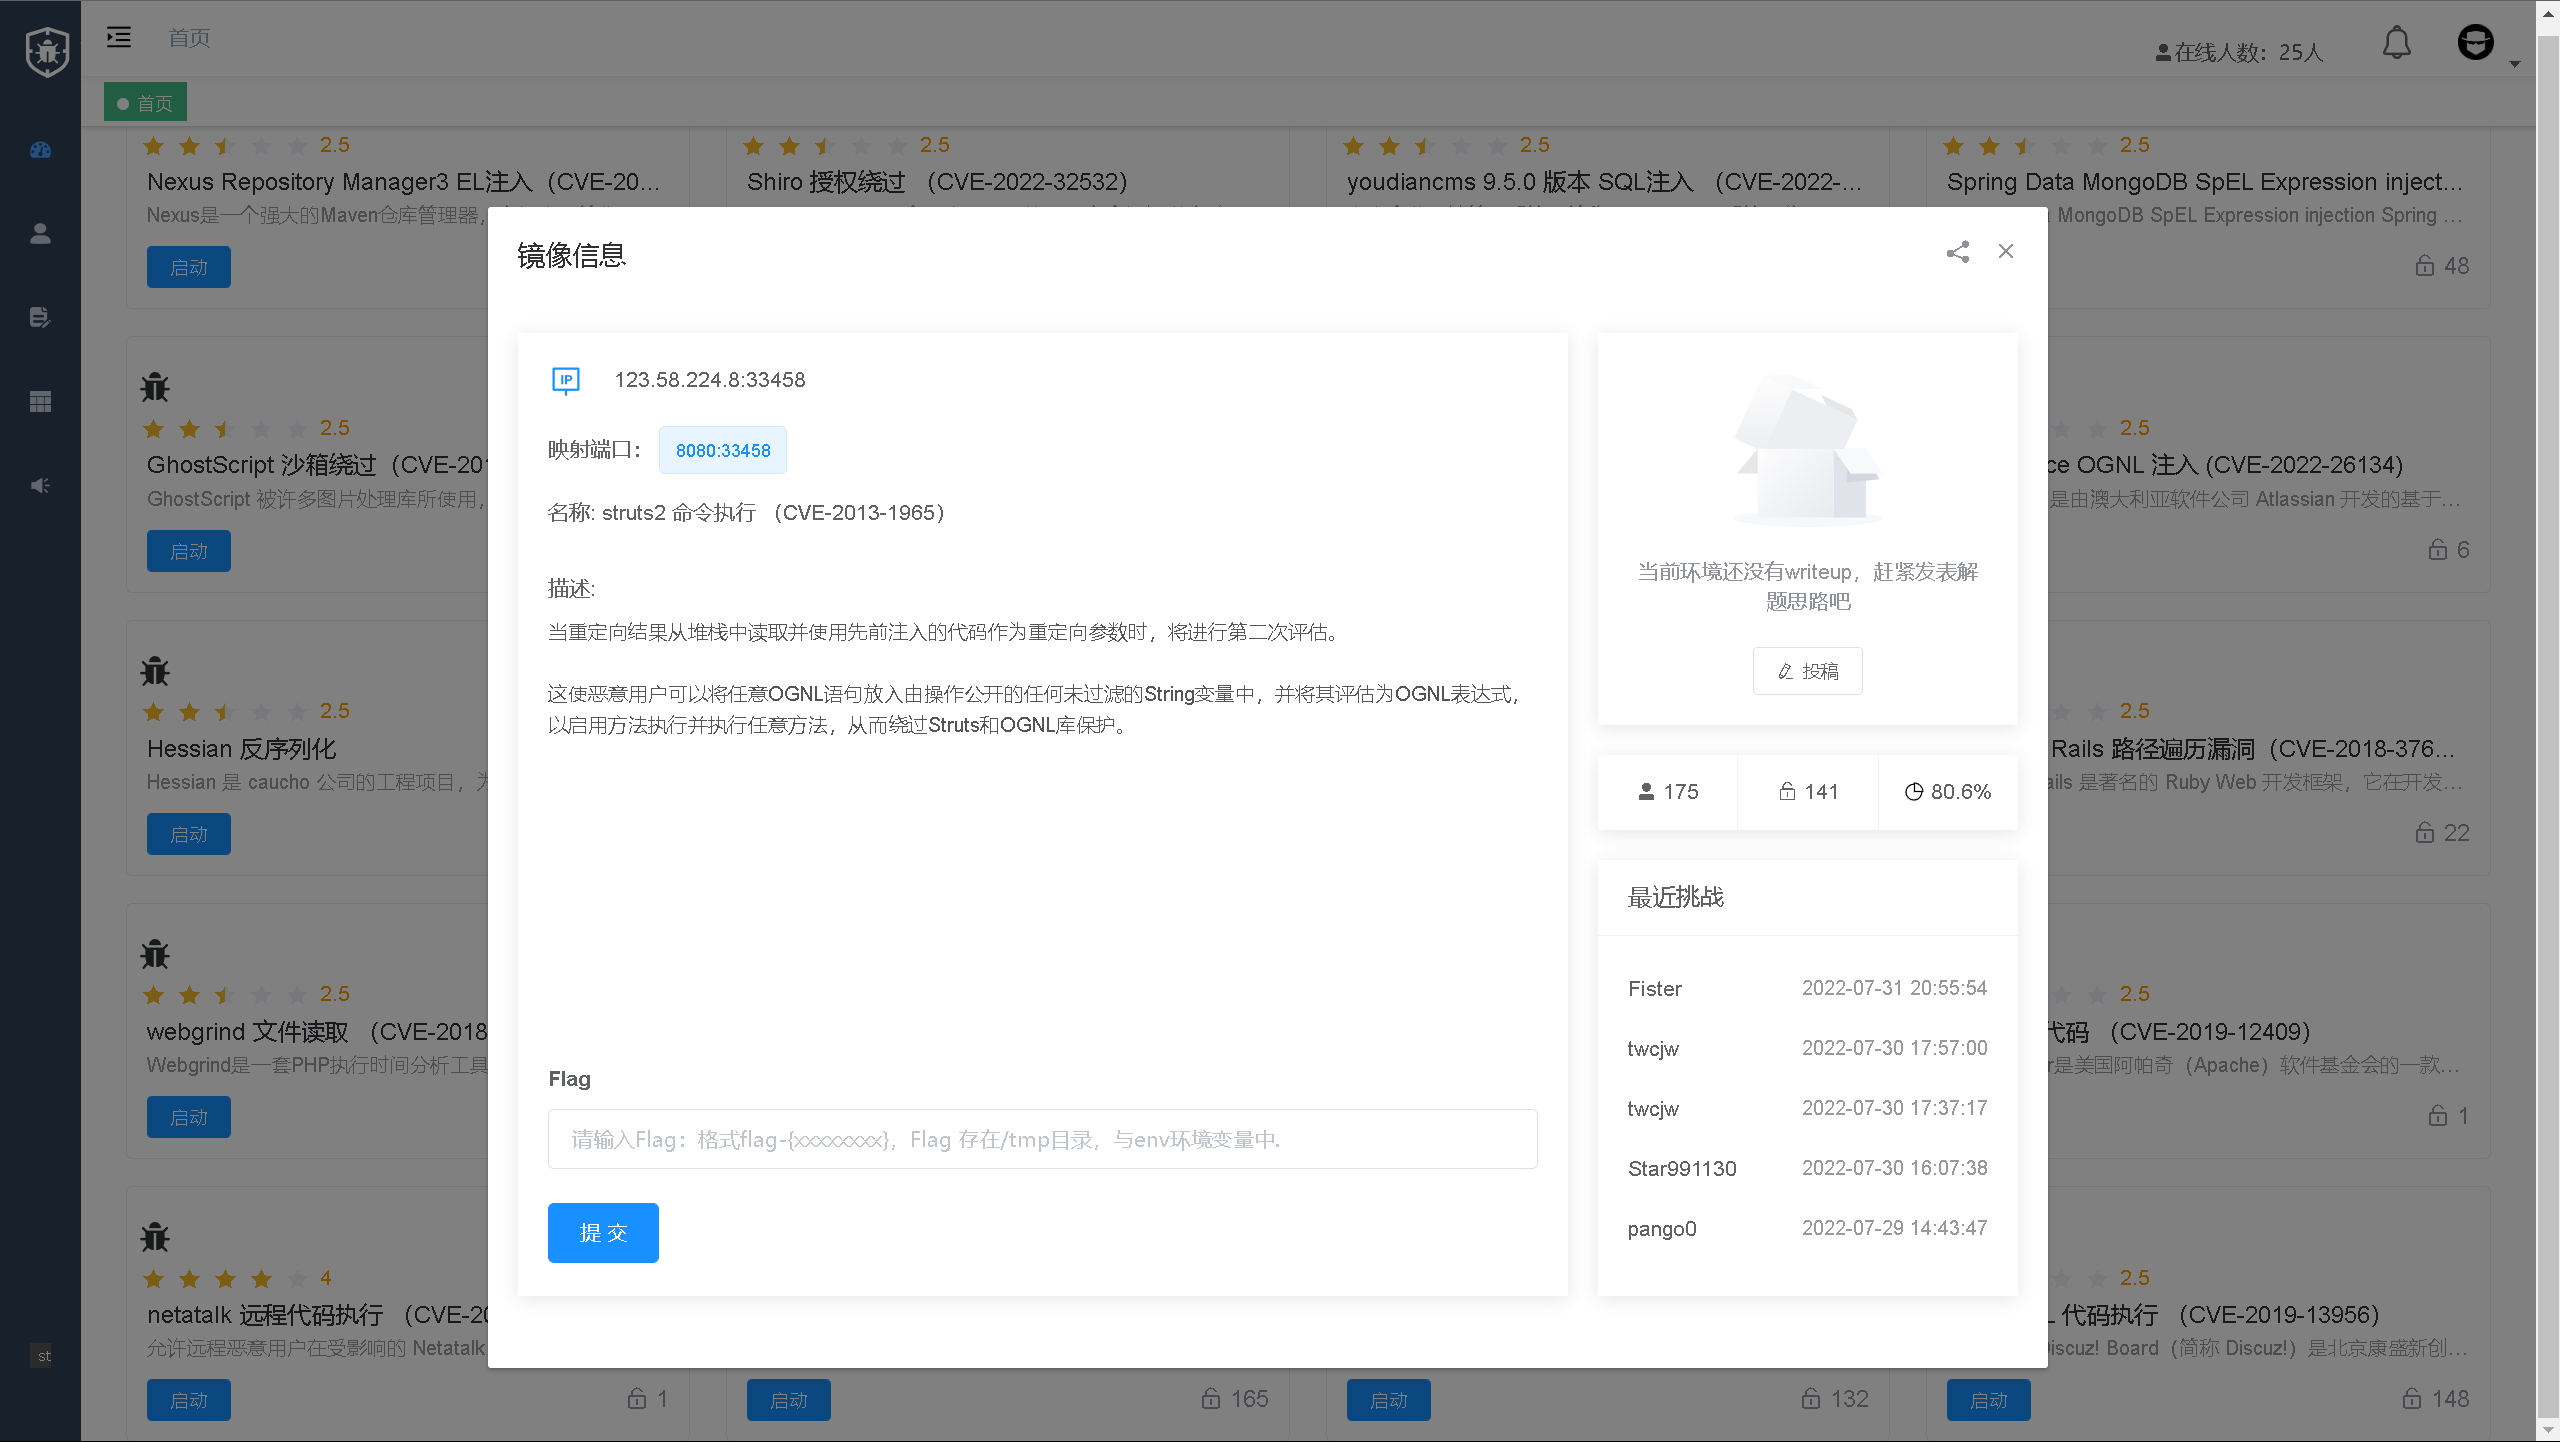 首页
在线人数：25人
首页
2.5
2.5
2.5
2.5
Nexus Repository Manager3 EL注入（CVE-20...
Shiro 授权绕过 （CVE-2022-32532）
youdiancms 9.5.0 版本 SQL注入 （CVE-2022-...
Spring Data MongoDB SpEL Expression inject...
Nexus是一个强大的Maven仓库管理器,
MongoDB SpEL Expression injection Spring ...
启动
48
镜像信息
IP
123.58.224.8:33458
映射端口：
8080:33458
名称: struts2 命令执行 （CVE-2013-1965）
描述:
当重定向结果从堆栈中读取并使用先前注入的代码作为重定向参数时，将进行第二次评估。
这使恶意用户可以将任意OGNL语句放入由操作公开的任何未过滤的String变量中，并将其评估为OGNL表达式，
以启用方法执行并执行任意方法，从而绕过Struts和OGNL库保护。
Flag
请输入Flag：格式flag-{xxxxxxxx}，Flag 存在/tmp目录，与env环境变量中.
提 交
当前环境还没有writeup，赶紧发表解
题思路吧
投稿
175
141
80.6%
最近挑战
Fister 2022-07-31 20:55:54
twcjw 2022-07-30 17:57:00
twcjw 2022-07-30 17:37:17
Star991130 2022-07-30 16:07:38
pango0 2022-07-29 14:43:47
2.5
GhostScript 沙箱绕过（CVE-201
GhostScript 被许多图片处理库所使用，
启动
2.5
ce OGNL 注入 (CVE-2022-26134)
是由澳大利亚软件公司 Atlassian 开发的基于...
6
2.5
Hessian 反序列化
Hessian 是 caucho 公司的工程项目，为
启动
2.5
Rails 路径遍历漏洞（CVE-2018-376...
ails 是著名的 Ruby Web 开发框架，它在开发...
22
2.5
webgrind 文件读取 （CVE-2018
Webgrind是一套PHP执行时间分析工具
启动
2.5
代码 （CVE-2019-12409）
r是美国阿帕奇（Apache）软件基金会的一款...
1
4
netatalk 远程代码执行 （CVE-20
允许远程恶意用户在受影响的 Netatalk
启动
1
启动
165
启动
132
2.5
代码执行 （CVE-2019-13956）
iscuz! Board（简称 Discuz!）是北京康盛新创...
启动
148
st